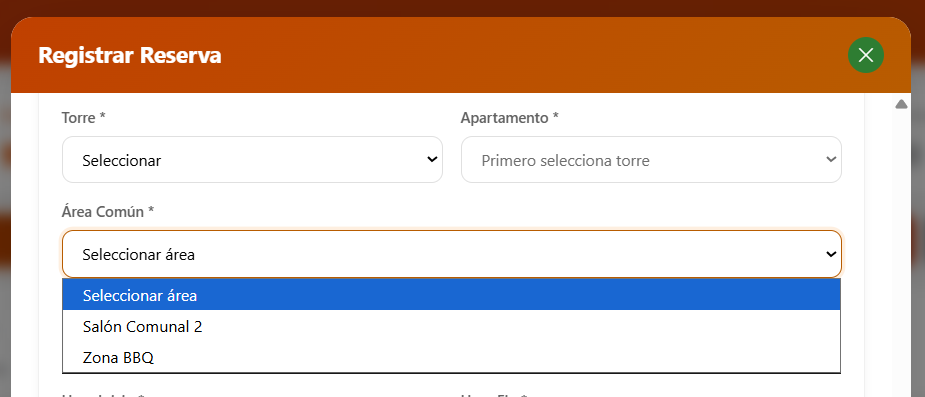 Registrar Reserva
Torre * Apartamento *
Seleccionar Primero selecciona torre
Área Común *
Seleccionar área
Seleccionar área
Salón Comunal 2
Zona BBQ